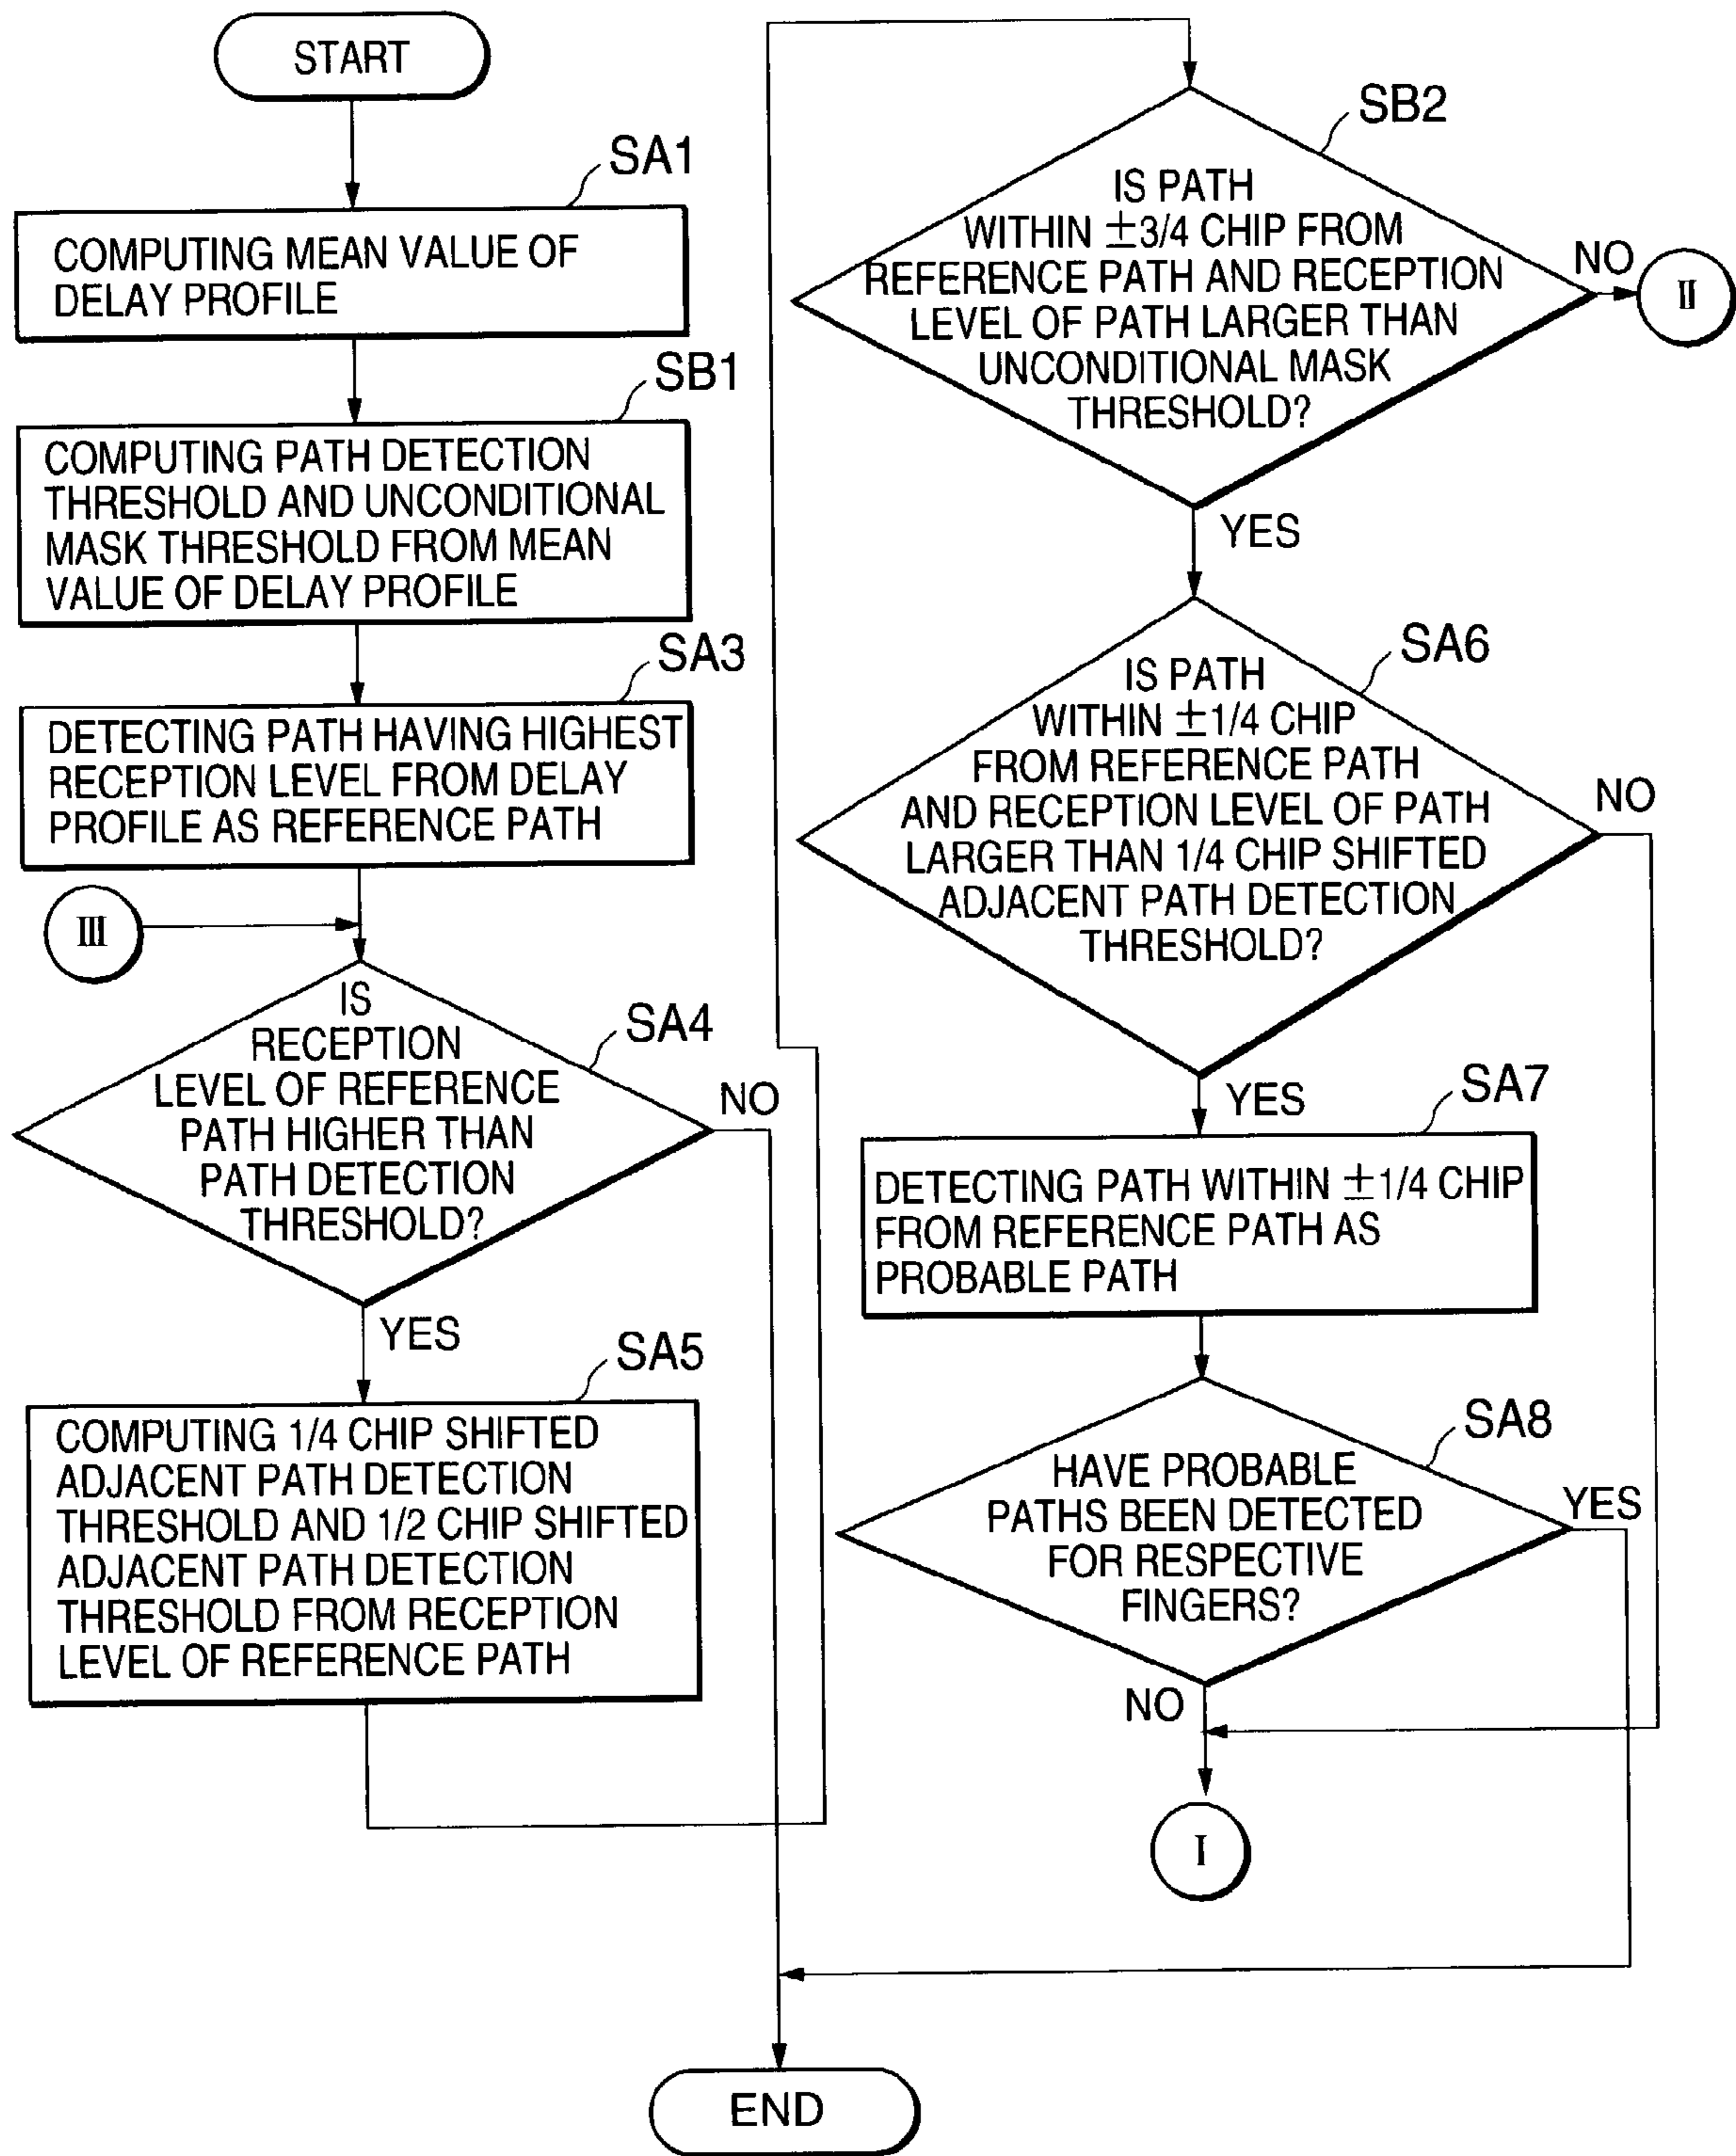 START
SA1
COMPUTING MEAN VALUE OF
DELAY PROFILE
SB1
COMPUTING PATH DETECTION
THRESHOLD AND UNCONDITIONAL
MASK THRESHOLD FROM MEAN
VALUE OF DELAY PROFILE
SA3
DETECTING PATH HAVING HIGHEST
RECEPTION LEVEL FROM DELAY
PROFILE AS REFERENCE PATH
III
SA4
IS
RECEPTION
LEVEL OF REFERENCE
PATH HIGHER THAN
PATH DETECTION
THRESHOLD?
NO
YES
SA5
COMPUTING 1/4 CHIP SHIFTED
ADJACENT PATH DETECTION
THRESHOLD AND 1/2 CHIP SHIFTED
ADJACENT PATH DETECTION
THRESHOLD FROM RECEPTION
LEVEL OF REFERENCE PATH
SB2
IS PATH
WITHIN ±3/4 CHIP FROM
REFERENCE PATH AND RECEPTION
LEVEL OF PATH LARGER THAN
UNCONDITIONAL MASK
THRESHOLD?
NO
II
YES
SA6
IS PATH
WITHIN ±1/4 CHIP
FROM REFERENCE PATH
AND RECEPTION LEVEL OF PATH
LARGER THAN 1/4 CHIP SHIFTED
ADJACENT PATH DETECTION
THRESHOLD?
NO
YES
SA7
DETECTING PATH WITHIN ±1/4 CHIP
FROM REFERENCE PATH AS
PROBABLE PATH
SA8
HAVE PROBABLE
PATHS BEEN DETECTED
FOR RESPECTIVE
FINGERS?
YES
NO
I
END